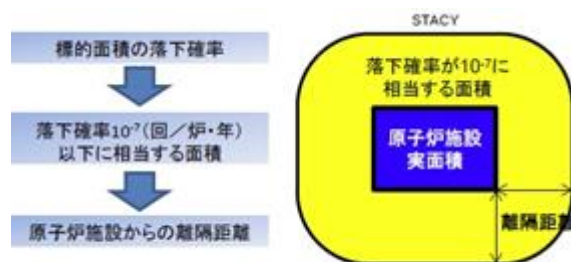 標的面積の落下確率
落下確率10-7(回／炉・年)
以下に相当する面積
原子炉施設からの離隔距離
STACY
落下確率が10-7に
相当する面積
原子炉施設
実面積
離隔距離